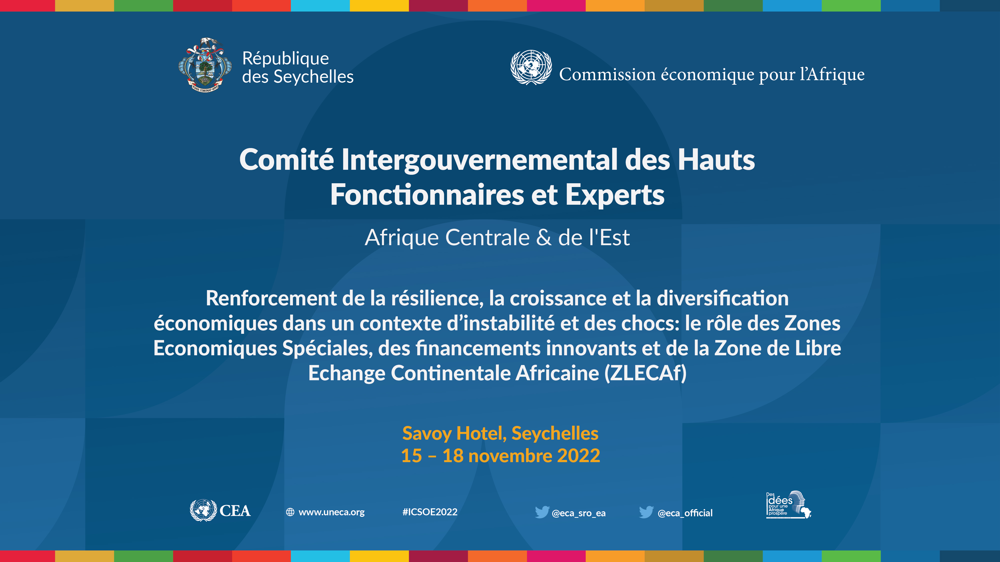 République
des Seychelles
Commission économique pour l’Afrique
Comité Intergouvernemental des Hauts
Fonctionnaires et Experts
Afrique Centrale & de l'Est
Renforcement de la résilience, la croissance et la diversification
économiques dans un contexte d’instabilité et des chocs: le rôle des Zones
Economiques Spéciales, des financements innovants et de la Zone de Libre
Echange Continentale Africaine (ZLECAf)
Savoy Hotel, Seychelles
15 – 18 novembre 2022
CEA
www.uneca.org
#ICSOE2022
@eca_sro_ea
@eca_official
Des
idées
pour une
Afrique
prospère